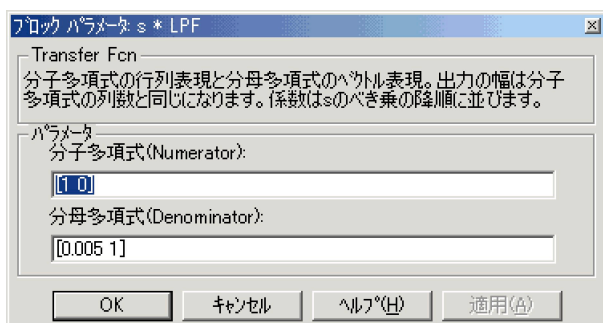 ブロック パラメータ: s * LPF
Transfer Fcn
分子多項式の行列表現と分母多項式のベクトル表現。出力の幅は分子
多項式の列数と同じになります。係数はsのべき乗の降順に並びます。
パラメータ
分子多項式(Numerator):
[1 0]
分母多項式(Denominator):
[0.005 1]
OK キャンセル ヘルプ(H) 適用(A)